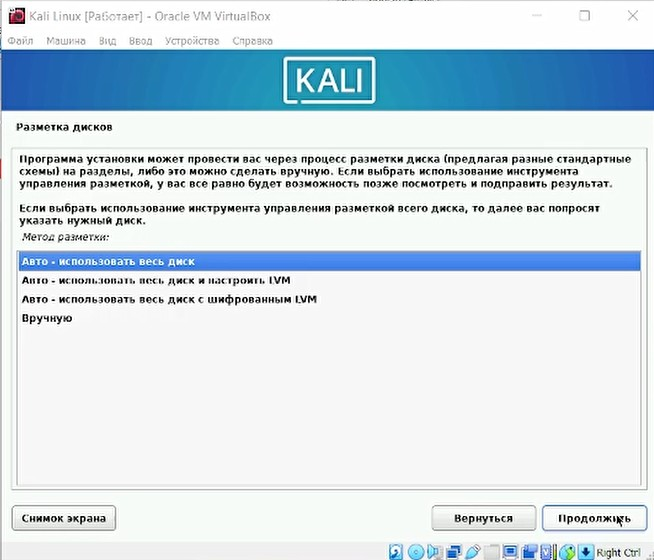 Kali Linux [Работает] - Oracle VM VirtualBox
Файл Машина Вид Ввод Устройства Справка
KALI
Разметка дисков
Программа установки может провести вас через процесс разметки диска (предлагая разные стандартные
схемы) на разделы, либо это можно сделать вручную. Если выбрать использование инструмента
управления разметкой, у вас все равно будет возможность позже посмотреть и подправить результат.
Если выбрать использование инструмента управления разметкой всего диска, то далее вас попросят
указать нужный диск.
Метод разметки:
Авто - использовать весь диск
Авто - использовать весь диск и настроить LVM
Авто - использовать весь диск с шифрованным LVM
Вручную
Снимок экрана Вернуться Продолжить
Right Ctrl